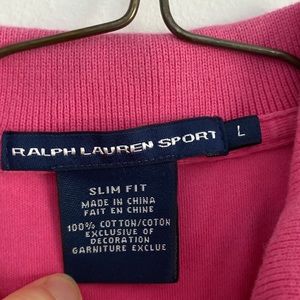 RALPH LAUREN SPORT
L
SLIM FIT
MADE IN CHINA
FAIT EN CHINE
100% COTTON/COTON
EXCLUSIVE OF
DECORATION
GARNITURE EXCLUE